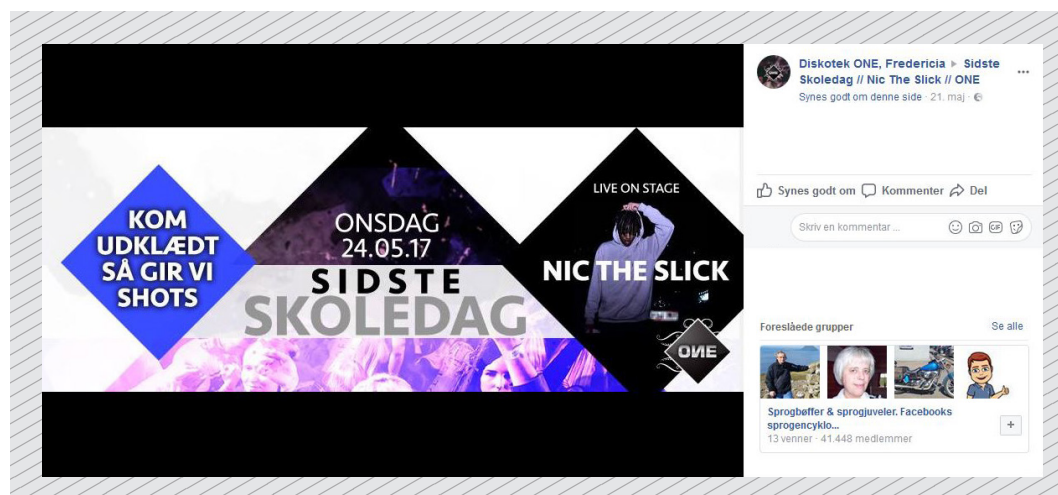 KOM
UDKLÆDT
SÅ GIR VI
SHOTS
ONSDAG
24.05.17
SIDSTE
SKOLEDAG
LIVE ON STAGE
NIC THE SLICK
ONE
Diskotek ONE, Fredericia ▸ Sidste
Skoledag // Nic The Slick // ONE
Synes godt om denne side · 21. maj ·
Synes godt om Kommenter Del
Skriv en kommentar ...
GIF
Foreslåede grupper Se alle
Sprogbøffer & sprogjuveler. Facebooks
sprogencyklo...
13 venner · 41.448 medlemmer
+